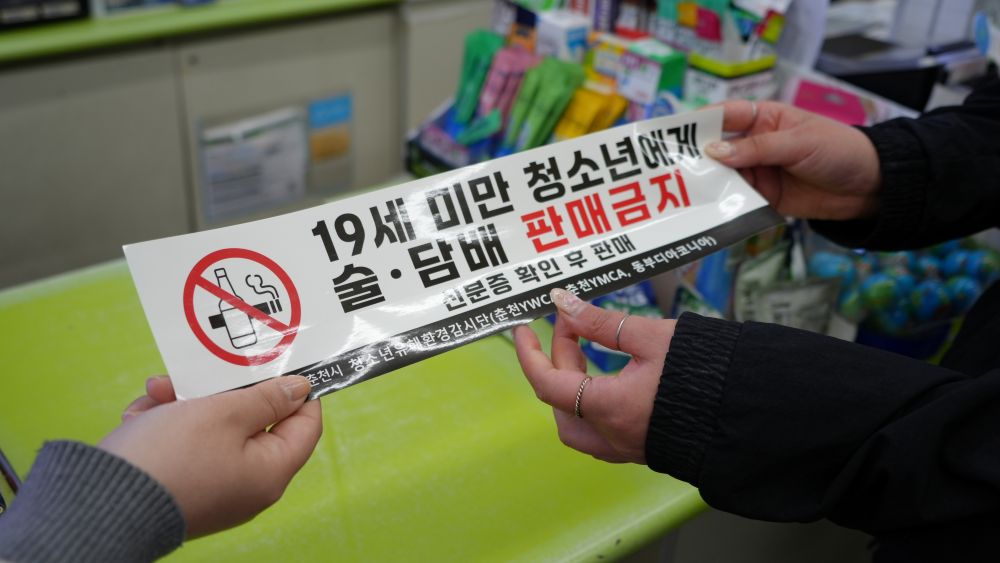 19세 미만 청소년에게
술·담배 판매금지
신분증 확인 후 판매
춘천시 청소년유해환경감시단(춘천YWCA, 춘천YMCA, 동부디아코니아)